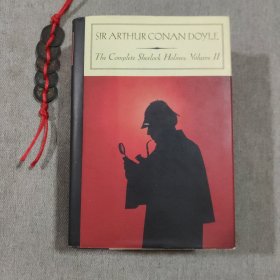 SIR ARTHUR CONAN DOYLE
The Complete Sherlock Holmes, Volume II